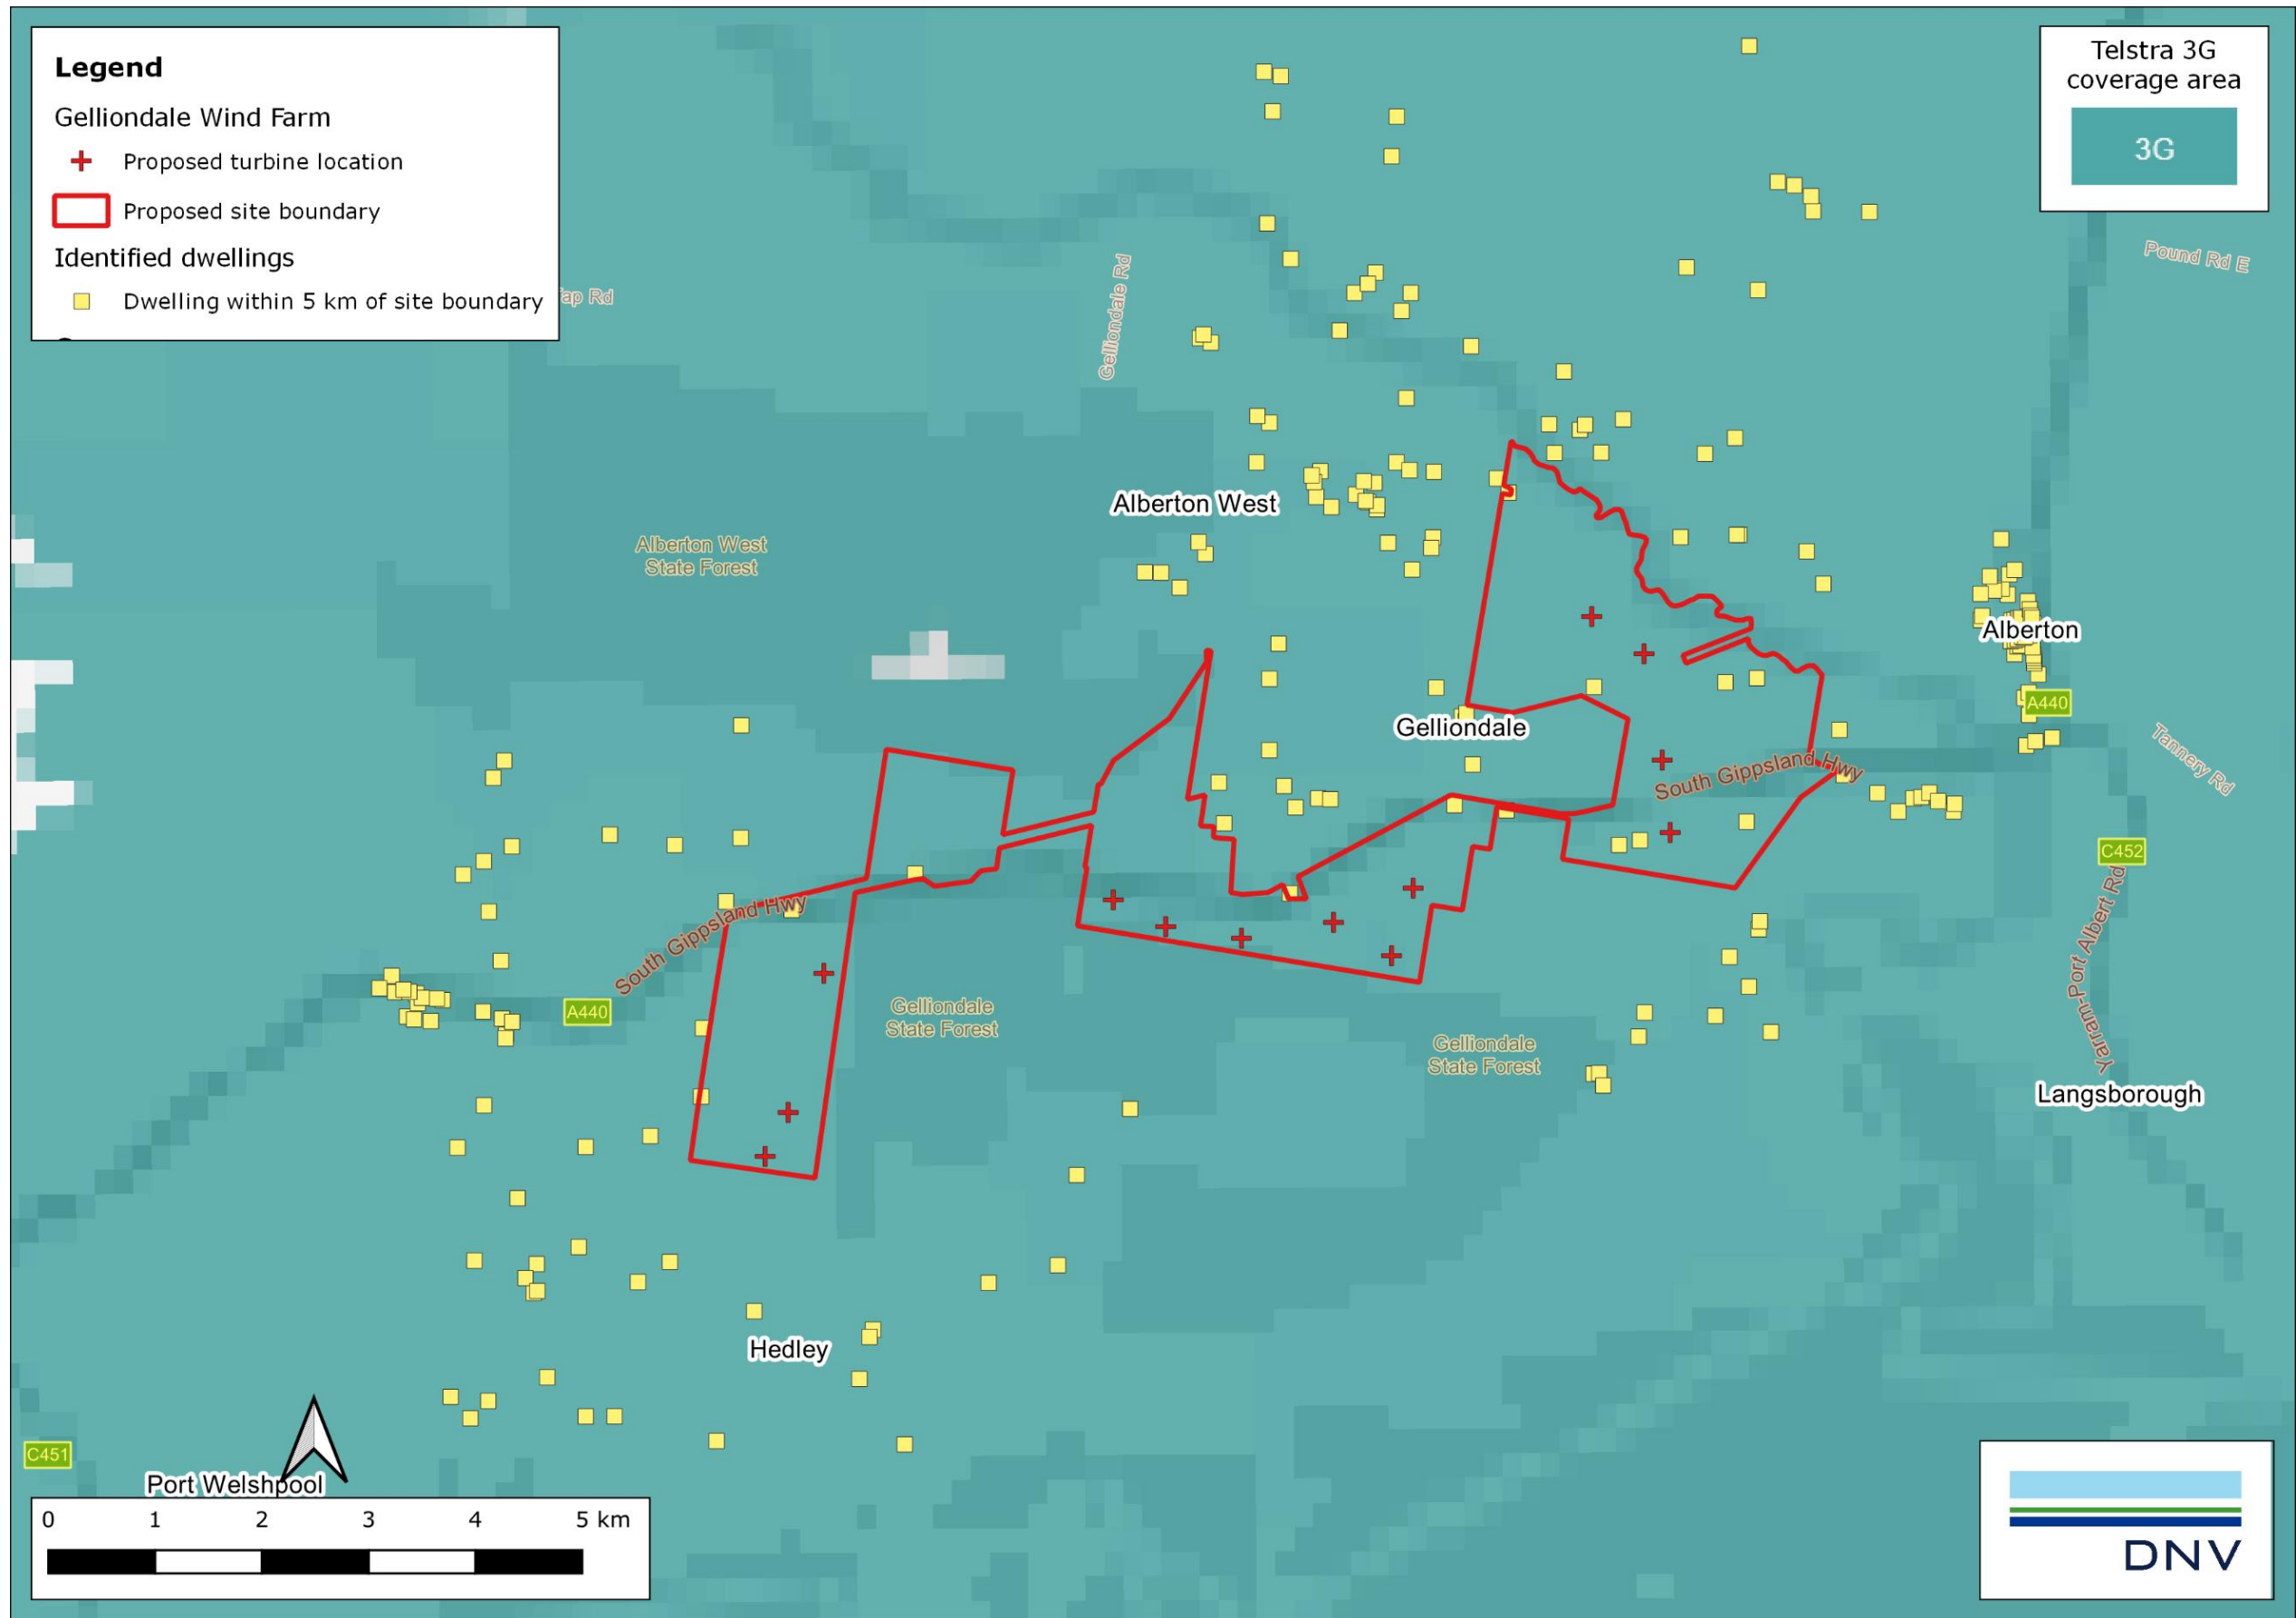 Legend
Gelliondale Wind Farm
Proposed turbine location
Proposed site boundary
Identified dwellings
Dwelling within 5 km of site boundary
Telstra 3G
coverage area
3G
Pound Rd E
Gelliondale Rd
Alberton West
Alberton West
State Forest
Alberton
A440
Gelliondale
Tannery Rd
South Gippsland Hwy
C452
South Gippsland Hwy
A440
Gelliondale
State Forest
Gelliondale
State Forest
Yarram-Port Albert Rd
Langsborough
Hedley
C451
Port Welshpool
0 1 2 3 4 5 km
DNV